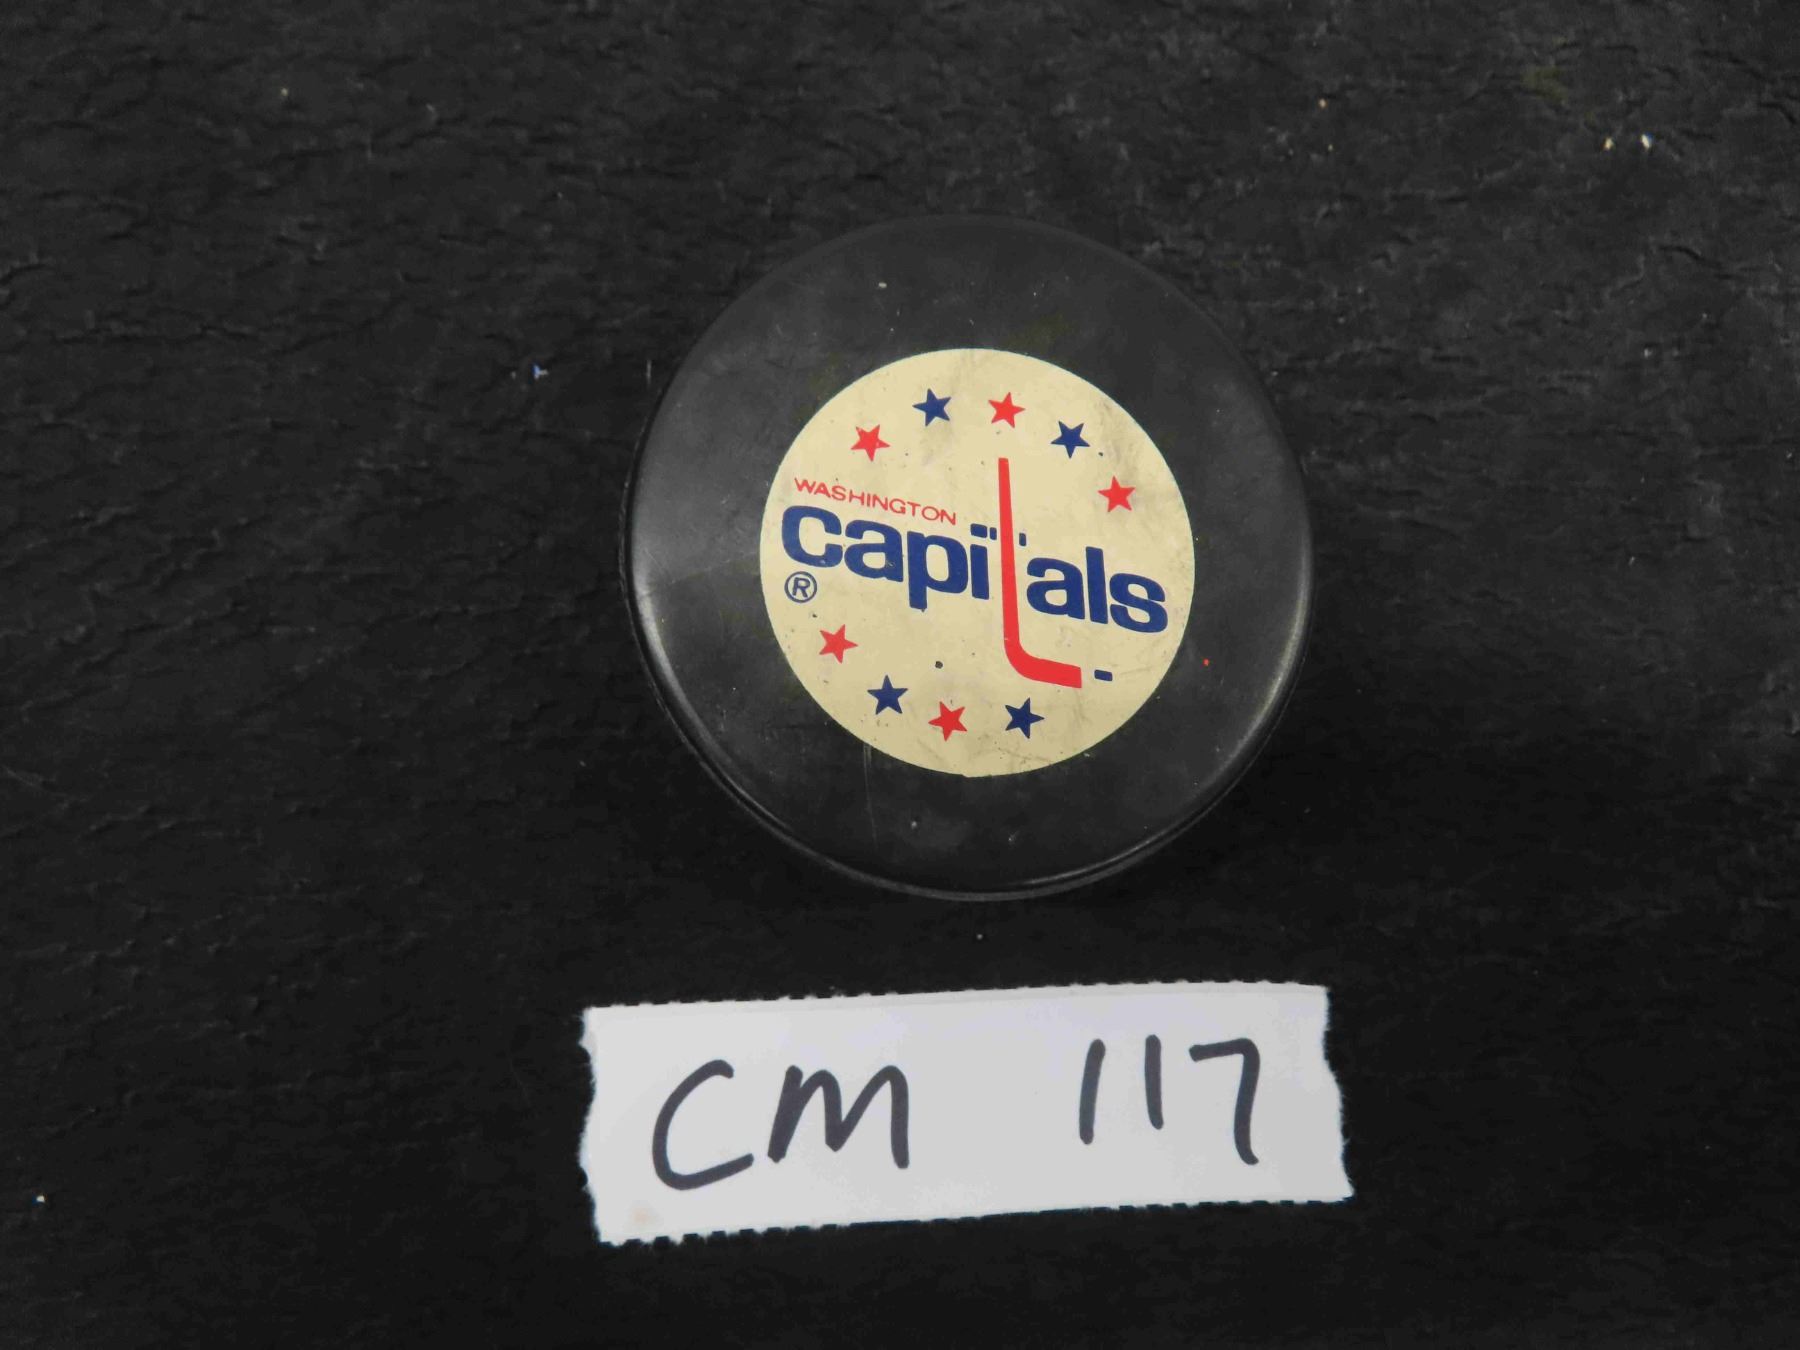 WASHINGTON
capitals
®
CM 117